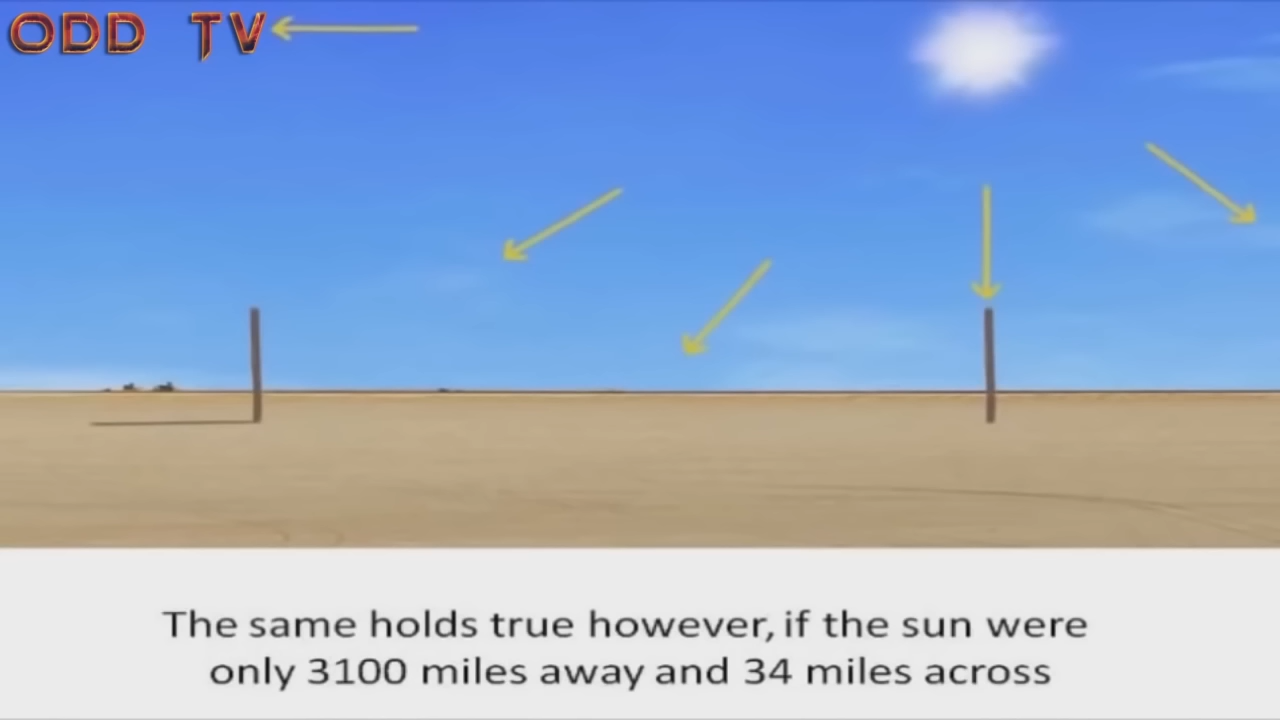 ODD TV
The same holds true however, if the sun were
only 3100 miles away and 34 miles across